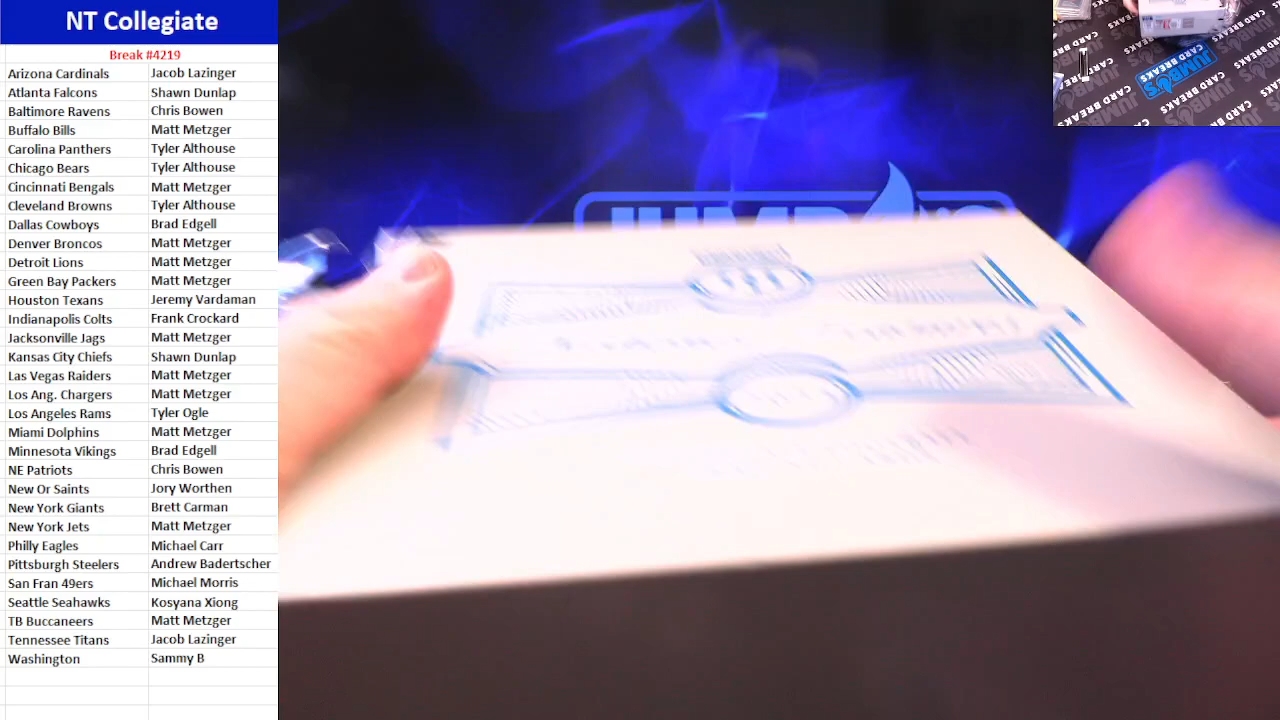 NT Collegiate
Break #4219
Arizona Cardinals Jacob Lazinger
Atlanta Falcons Shawn Dunlap
Baltimore Ravens Chris Bowen
Buffalo Bills Matt Metzger
Carolina Panthers Tyler Althouse
Chicago Bears Tyler Althouse
Cincinnati Bengals Matt Metzger
Cleveland Browns Tyler Althouse
Dallas Cowboys Brad Edgell
Denver Broncos Matt Metzger
Detroit Lions Matt Metzger
Green Bay Packers Matt Metzger
Houston Texans Jeremy Vardaman
Indianapolis Colts Frank Crockard
Jacksonville Jags Matt Metzger
Kansas City Chiefs Shawn Dunlap
Las Vegas Raiders Matt Metzger
Los Ang. Chargers Matt Metzger
Los Angeles Rams Tyler Ogle
Miami Dolphins Matt Metzger
Minnesota Vikings Brad Edgell
NE Patriots Chris Bowen
New Or Saints Jory Worthen
New York Giants Brett Carman
New York Jets Matt Metzger
Philly Eagles Michael Carr
Pittsburgh Steelers Andrew Badertscher
San Fran 49ers Michael Morris
Seattle Seahawks Kosyana Xiong
TB Buccaneers Matt Metzger
Tennessee Titans Jacob Lazinger
Washington Sammy B
JUMBO'S
CARD BREAKS
JUMBO'S
CARD BREAKS
CARD BREAKS